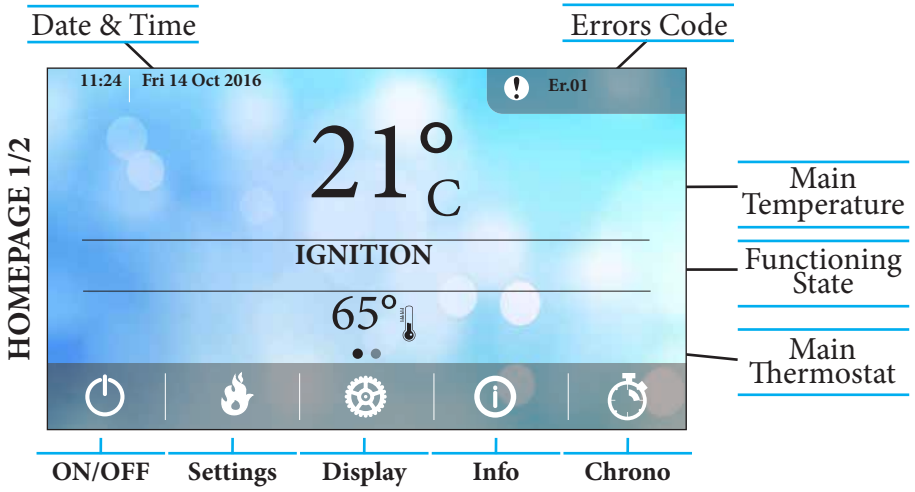 Date & Time
Errors Code
11:24 Fri 14 Oct 2016
Er.01
HOMEPAGE 1/2
21°
C
Main
Temperature
IGNITION
Functioning
State
65°
Main
Thermostat
ON/OFF Settings Display Info Chrono